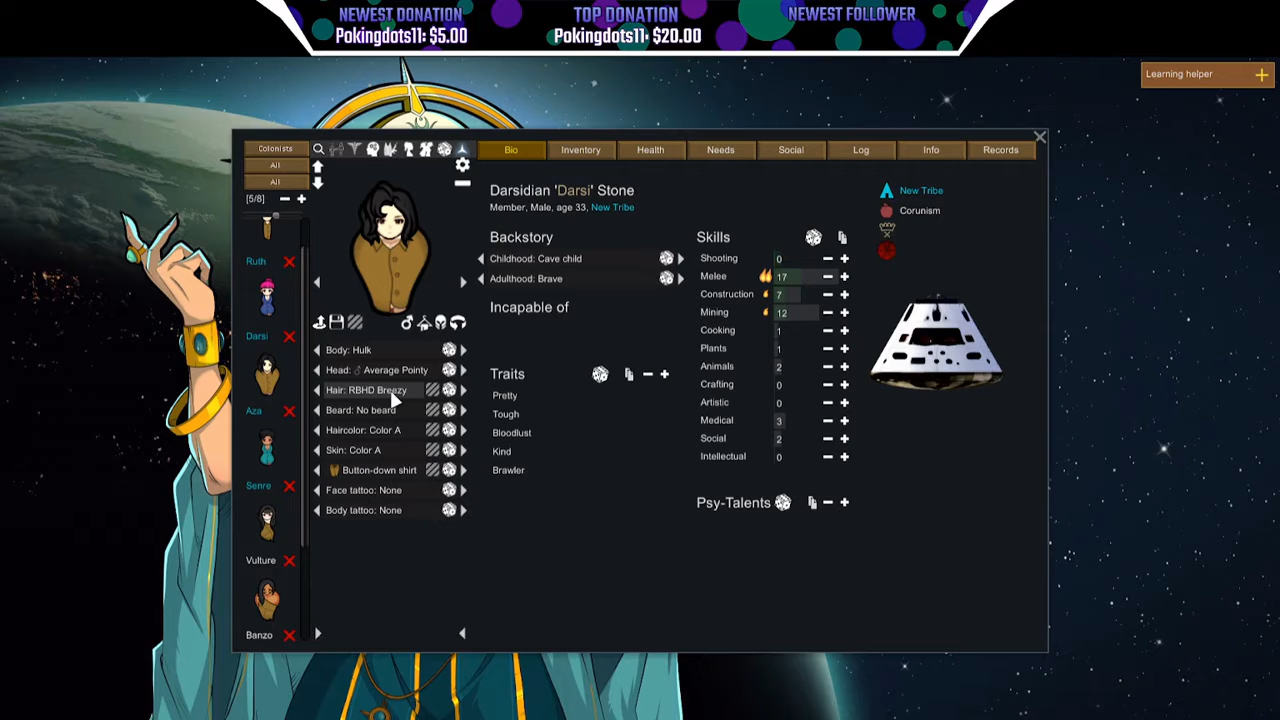 NEWEST DONATION
Pokingdots11: $5.00
TOP DONATION
Pokingdots11: $20.00
NEWEST FOLLOWER
Learning helper
Colonists
All
All
[5/8]
Ruth
Darsi
Aza
Senre
Vulture
Banzo
Body: Hulk
Head: ♂ Average Pointy
Hair: RBHD Breezy
Beard: No beard
Haircolor: Color A
Skin: Color A
Button-down shirt
Face tattoo: None
Body tattoo: None
Bio
Inventory
Health
Needs
Social
Log
Info
Records
Darsidian 'Darsi' Stone
Member, Male, age 33, New Tribe
Backstory
Childhood: Cave child
Adulthood: Brave
Incapable of
Traits
Pretty
Tough
Bloodlust
Kind
Brawler
Skills
Shooting 0
Melee 17
Construction 7
Mining 12
Cooking 1
Plants 1
Animals 2
Crafting 0
Artistic 0
Medical 3
Social 2
Intellectual 0
Psy-Talents
New Tribe
Corunism